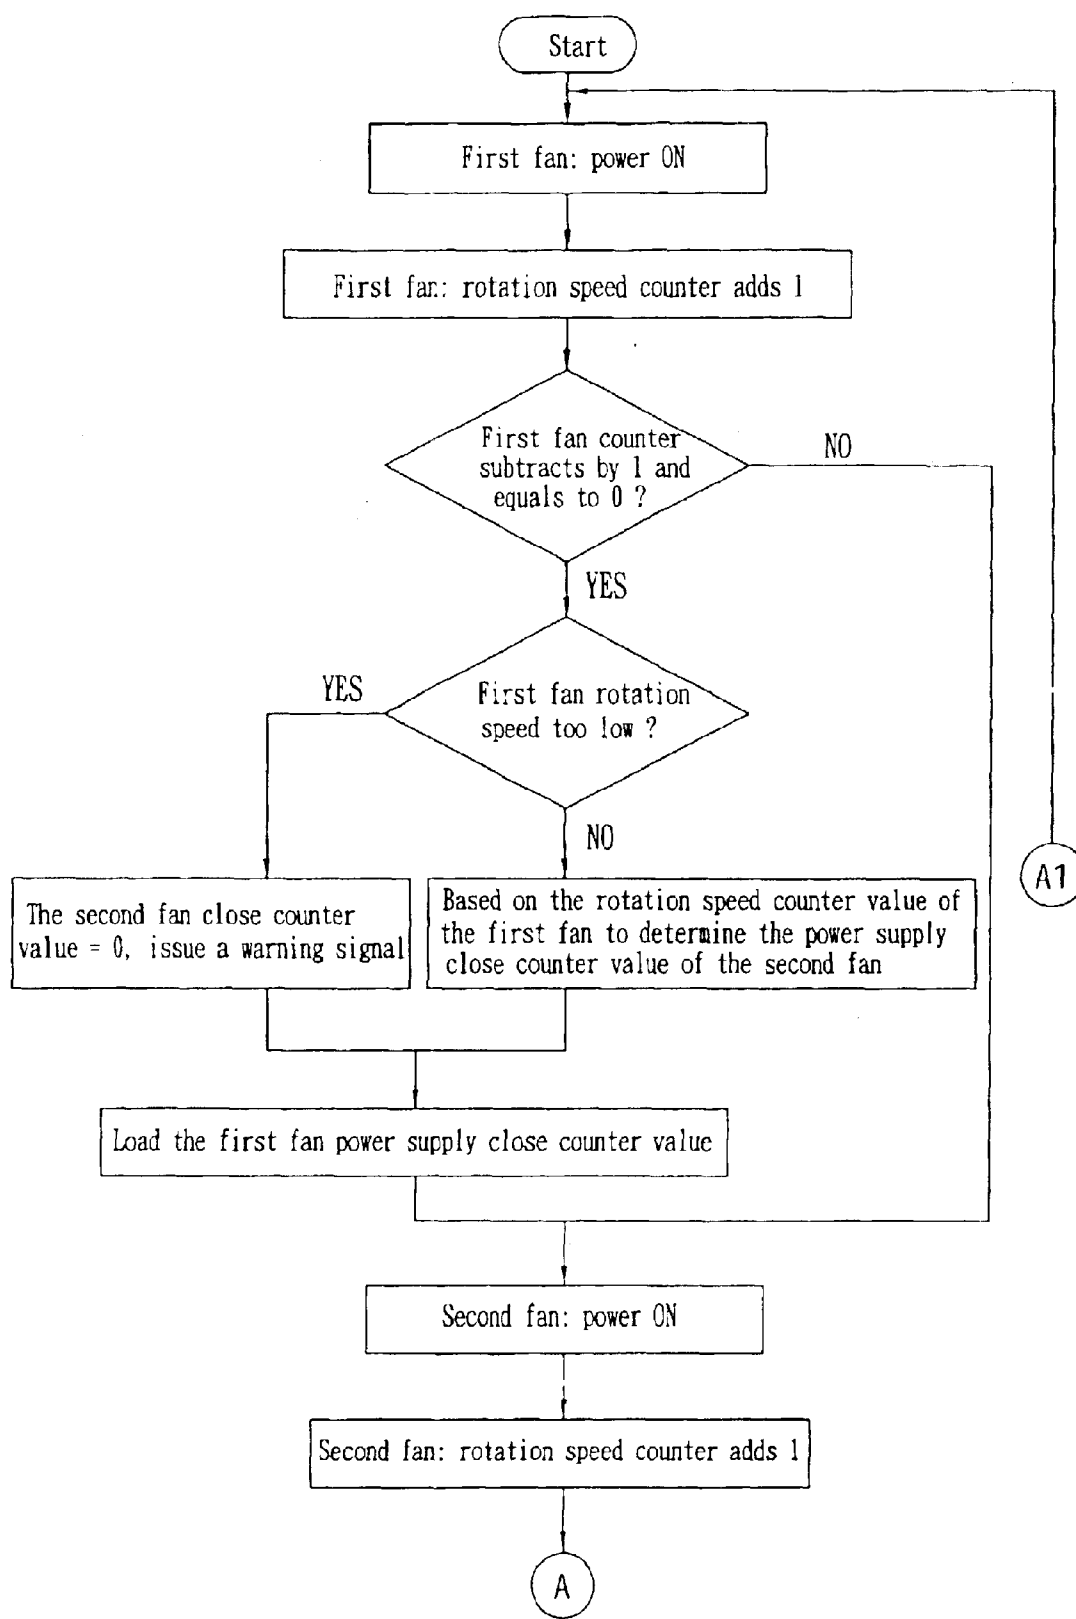 Start
First fan: power ON
First fan: rotation speed counter adds 1
First fan counter
subtracts by 1 and
equals to 0 ?
NO
YES
First fan rotation
speed too low ?
YES
NO
A1
The second fan close counter
value = 0, issue a warning signal
Based on the rotation speed counter value of
the first fan to determine the power supply
close counter value of the second fan
Load the first fan power supply close counter value
Second fan: power ON
Second fan: rotation speed counter adds 1
A